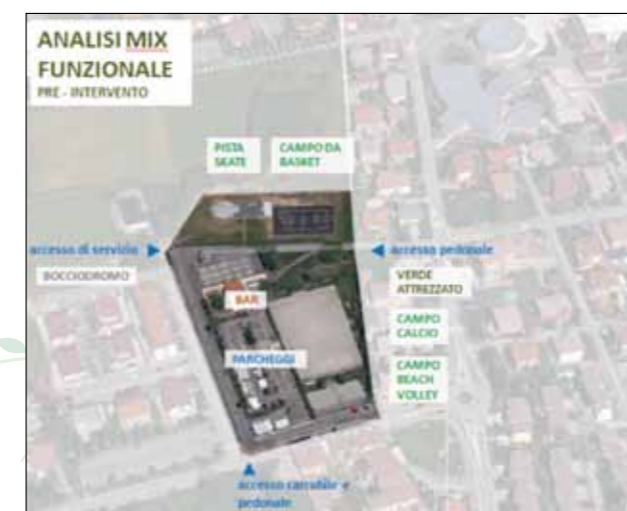 ANALISI MIX
FUNZIONALE
PRE - INTERVENTO
PISTA
SKATE
CAMPO DA
BASKET
accesso di servizio
accesso pedonale
BOCCIODROMO
VERDE
ATTREZZATO
BAR
CAMPO
CALCIO
PARCHEGGI
CAMPO
BEACH
VOLLEY
accesso carrabile e
pedonale